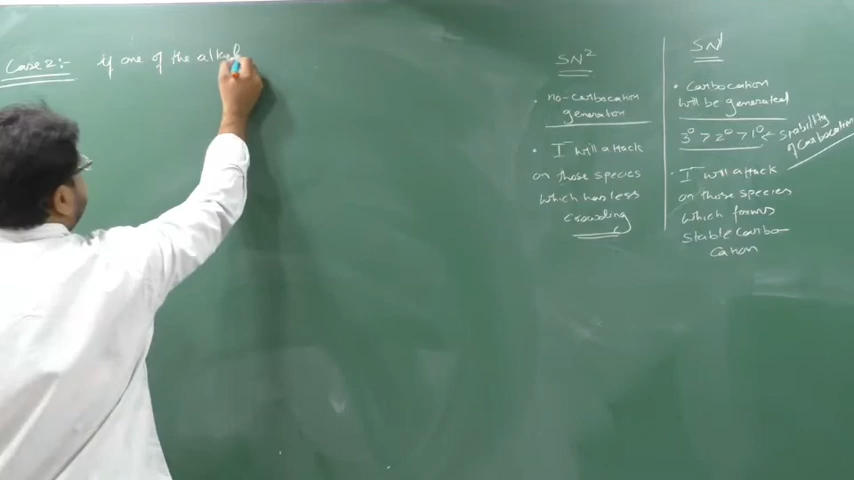 Case 2:- if one of the alkyl
SN²
• no-carbocation
generation
• I⁻ will attack
on those species
which has less
crowding
SN¹
• Carbocation
will be generated
3° > 2° > 1° ← stability
of carbocation
• I⁻ will attack
on those species
which forms
stable carbo-
cation